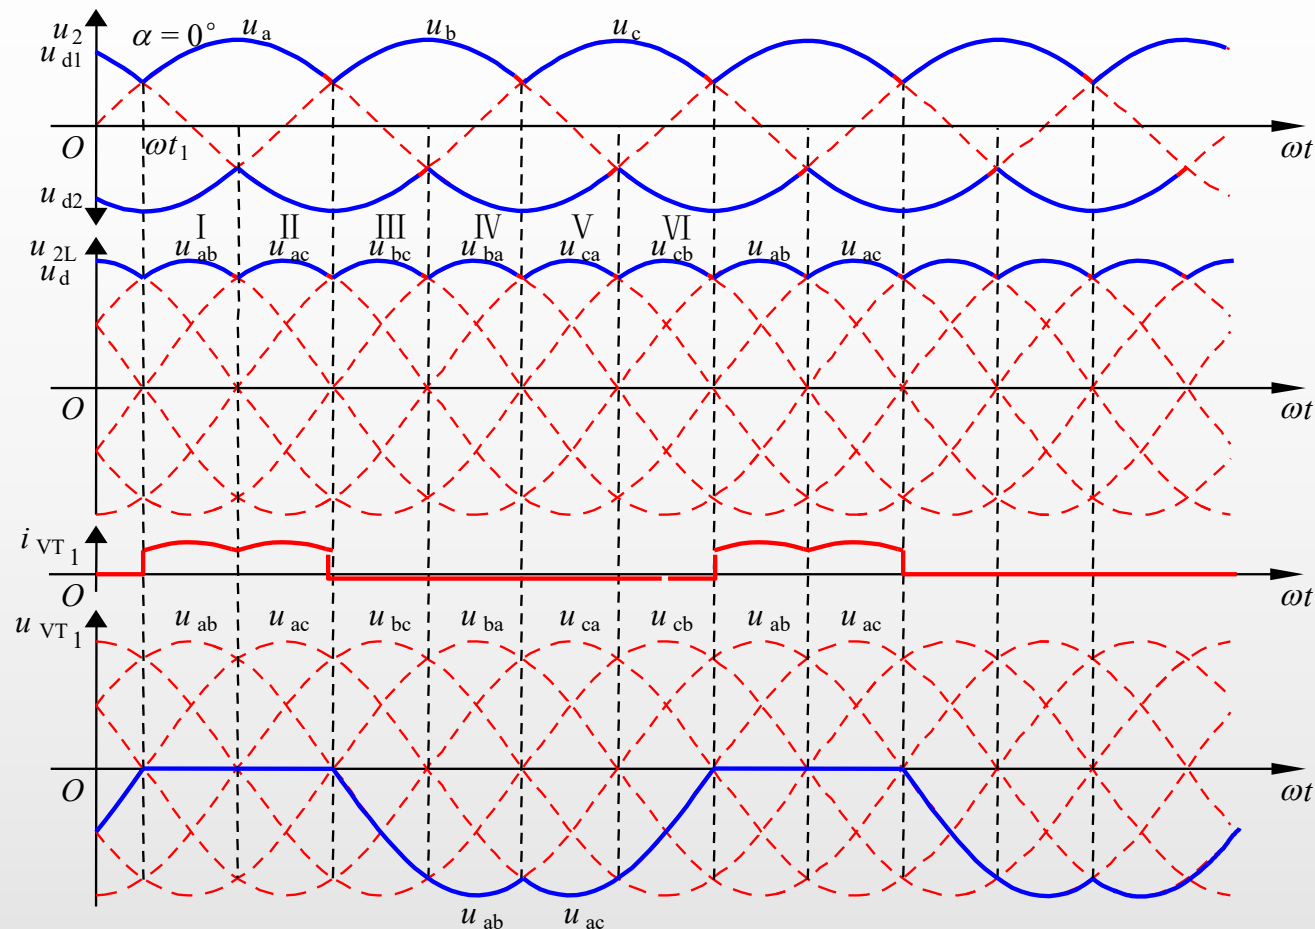 u2 α = 0° ua ub uc
ud1
O ωt1 ωt
ud2
I II III IV V VI
u2L uab uac ubc uba uca ucb uab uac
ud
O ωt
iVT1
O ωt
uVT1 uab uac ubc uba uca ucb uab uac
O ωt
uab uac